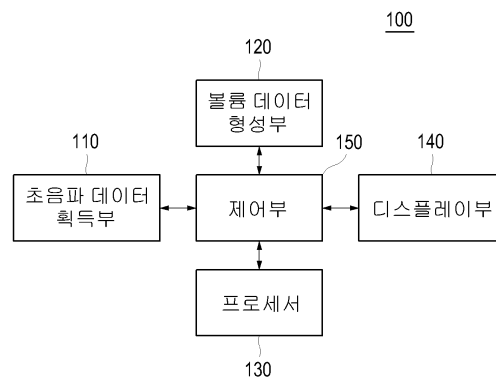 100
120
볼륨 데이터
형성부
110
초음파 데이터
획득부
150
제어부
140
디스플레이부
프로세서
130